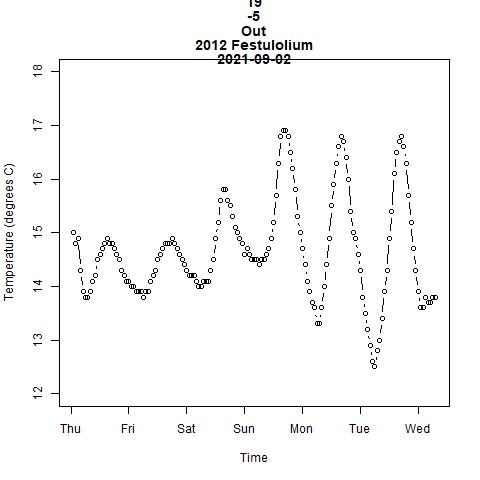 19
-5
Out
2012 Festulolium
2021-09-02
18
17
16
15
14
13
12
Temperature (degrees C)
Thu Fri Sat Sun Mon Tue Wed
Time